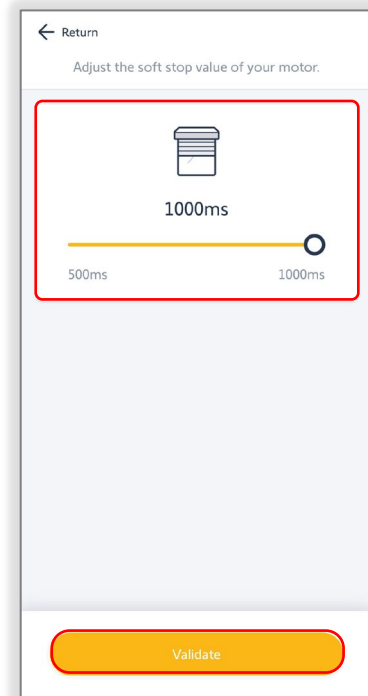 Return
Adjust the soft stop value of your motor.
1000ms
500ms 1000ms
Validate